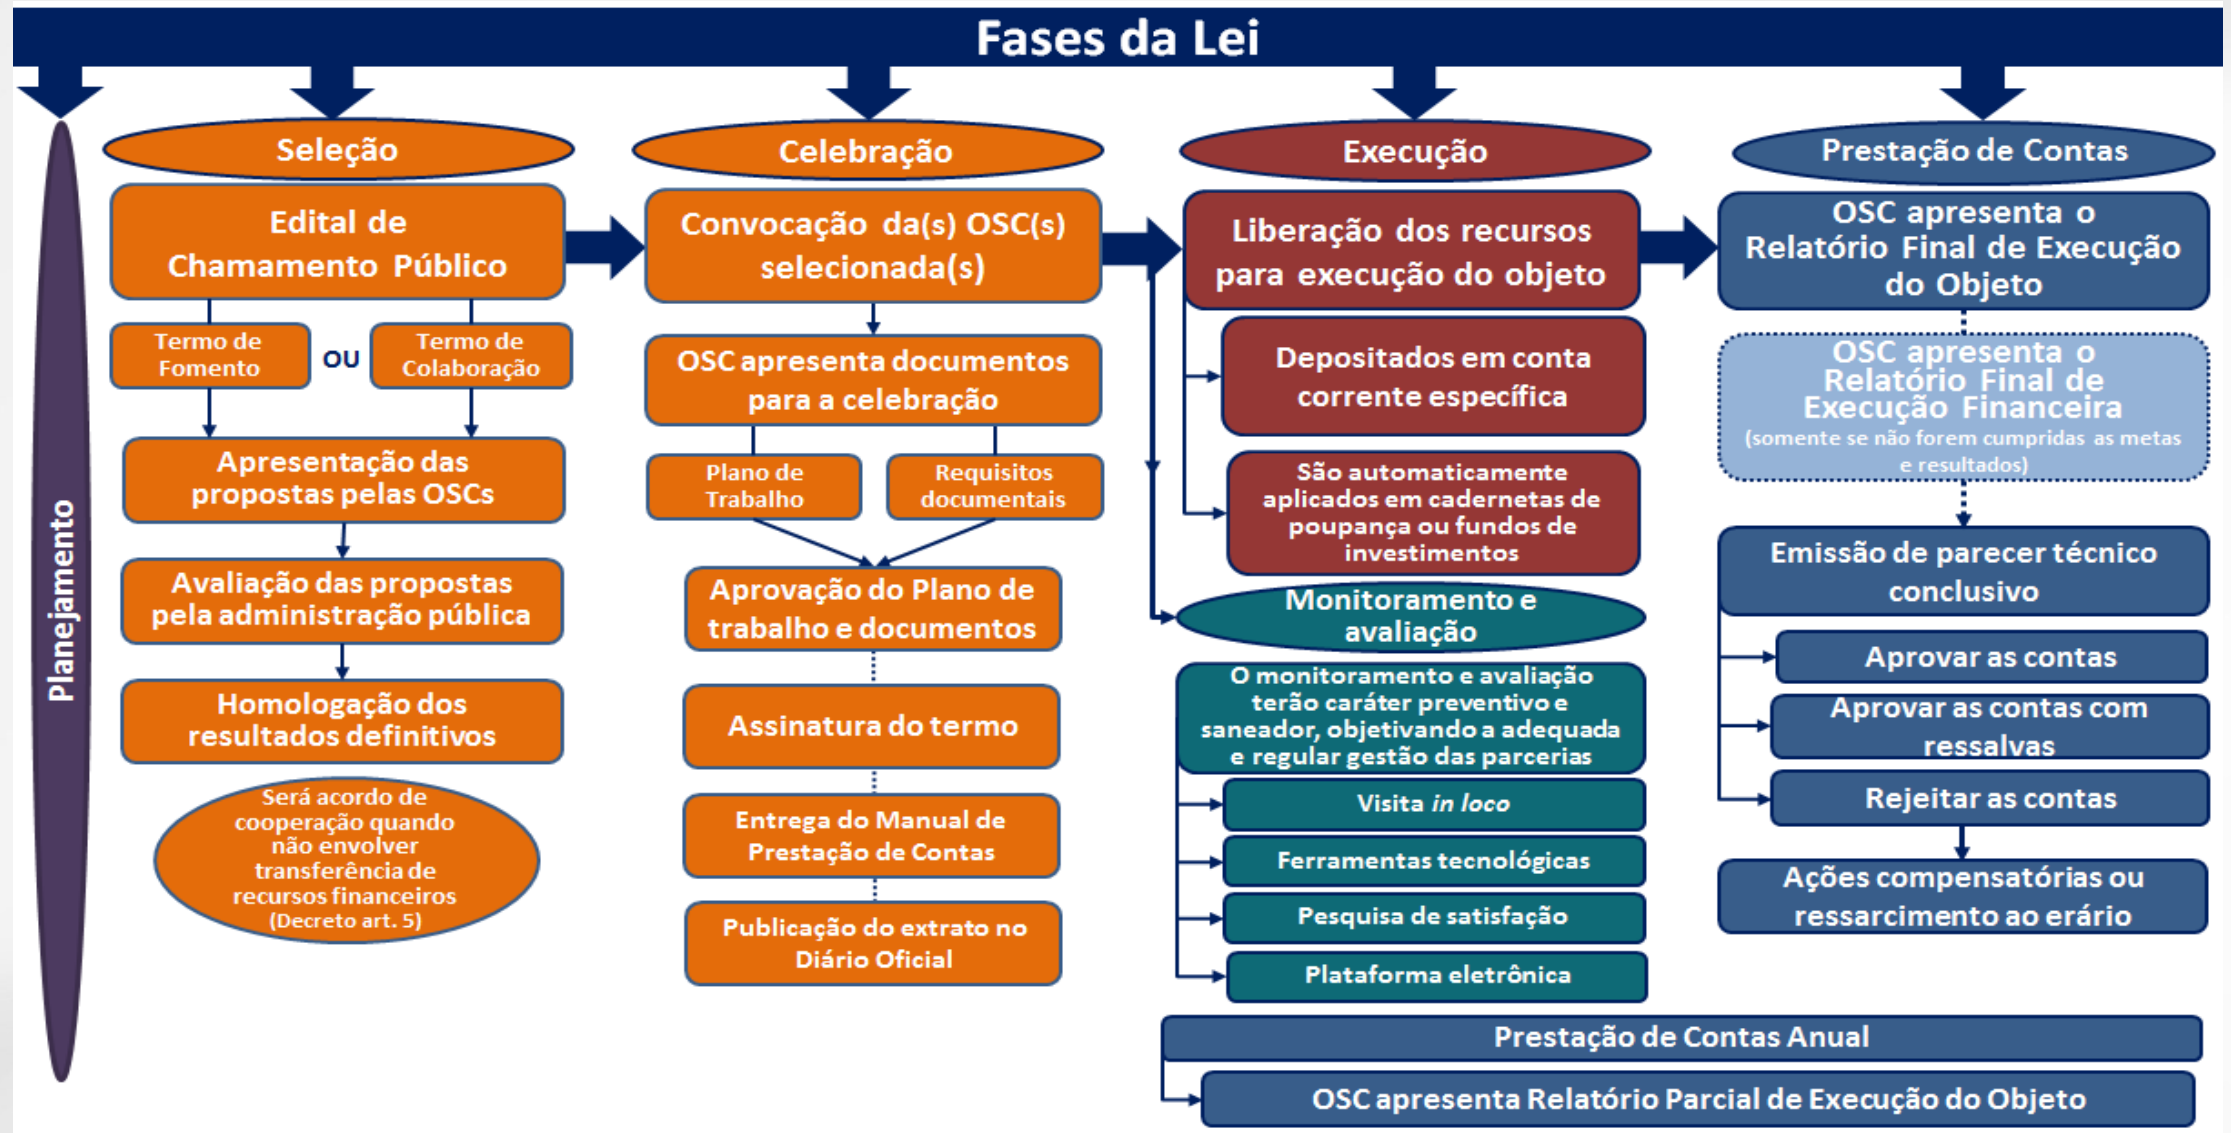 Fases da Lei
Planejamento
Seleção
Edital de
Chamamento Público
Termo de
Fomento
OU
Termo de
Colaboração
Apresentação das
propostas pelas OSCs
Avaliação das propostas
pela administração pública
Homologação dos
resultados definitivos
Será acordo de
cooperação quando
não envolver
transferência de
recursos financeiros
(Decreto art. 5)
Celebração
Convocação da(s) OSC(s)
selecionada(s)
OSC apresenta documentos
para a celebração
Plano de
Trabalho
Requisitos
documentais
Aprovação do Plano de
trabalho e documentos
Assinatura do termo
Entrega do Manual de
Prestação de Contas
Publicação do extrato no
Diário Oficial
Execução
Liberação dos recursos
para execução do objeto
Depositados em conta
corrente específica
São automaticamente
aplicados em cadernetas de
poupança ou fundos de
investimentos
Monitoramento e
avaliação
O monitoramento e avaliação
terão caráter preventivo e
saneador, objetivando a adequada
e regular gestão das parcerias
Visita in loco
Ferramentas tecnológicas
Pesquisa de satisfação
Plataforma eletrônica
Prestação de Contas
OSC apresenta o
Relatório Final de Execução
do Objeto
OSC apresenta o
Relatório Final de
Execução Financeira
(somente se não forem cumpridas as metas
e resultados)
Emissão de parecer técnico
conclusivo
Aprovar as contas
Aprovar as contas com
ressalvas
Rejeitar as contas
Ações compensatórias ou
ressarcimento ao erário
Prestação de Contas Anual
OSC apresenta Relatório Parcial de Execução do Objeto